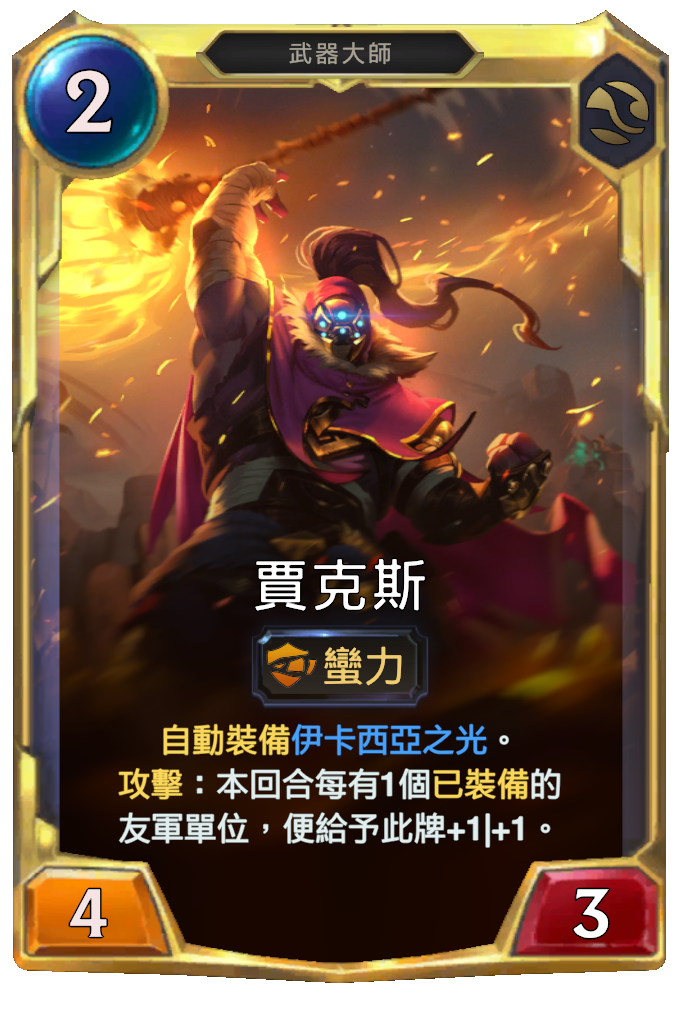 武器大師
2
賈克斯
蠻力
自動裝備伊卡西亞之光。
攻擊：本回合每有1個已裝備的
友軍單位，便給予此牌+1|+1。
4
3